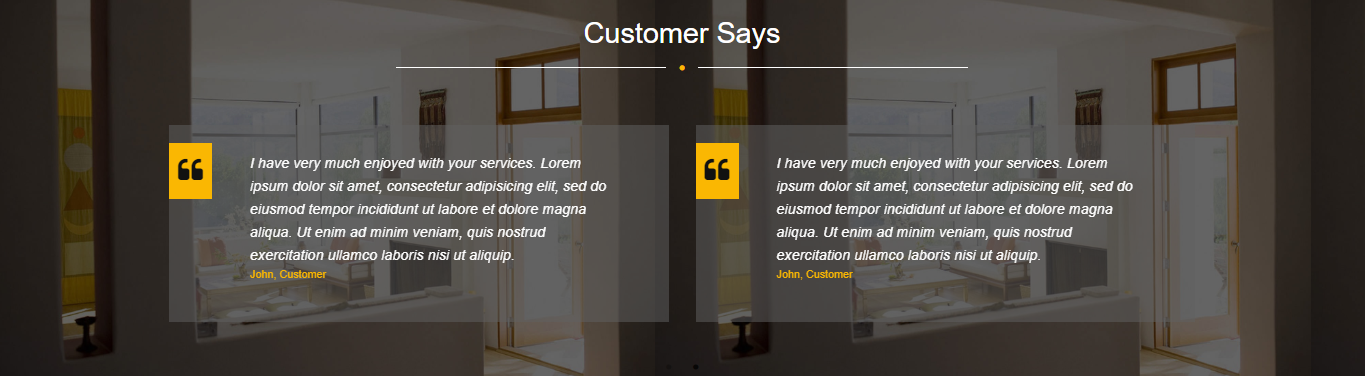 Customer Says
I have very much enjoyed with your services. Lorem
ipsum dolor sit amet, consectetur adipisicing elit, sed do
eiusmod tempor incididunt ut labore et dolore magna
aliqua. Ut enim ad minim veniam, quis nostrud
exercitation ullamco laboris nisi ut aliquip.
John, Customer
I have very much enjoyed with your services. Lorem
ipsum dolor sit amet, consectetur adipisicing elit, sed do
eiusmod tempor incididunt ut labore et dolore magna
aliqua. Ut enim ad minim veniam, quis nostrud
exercitation ullamco laboris nisi ut aliquip.
John, Customer